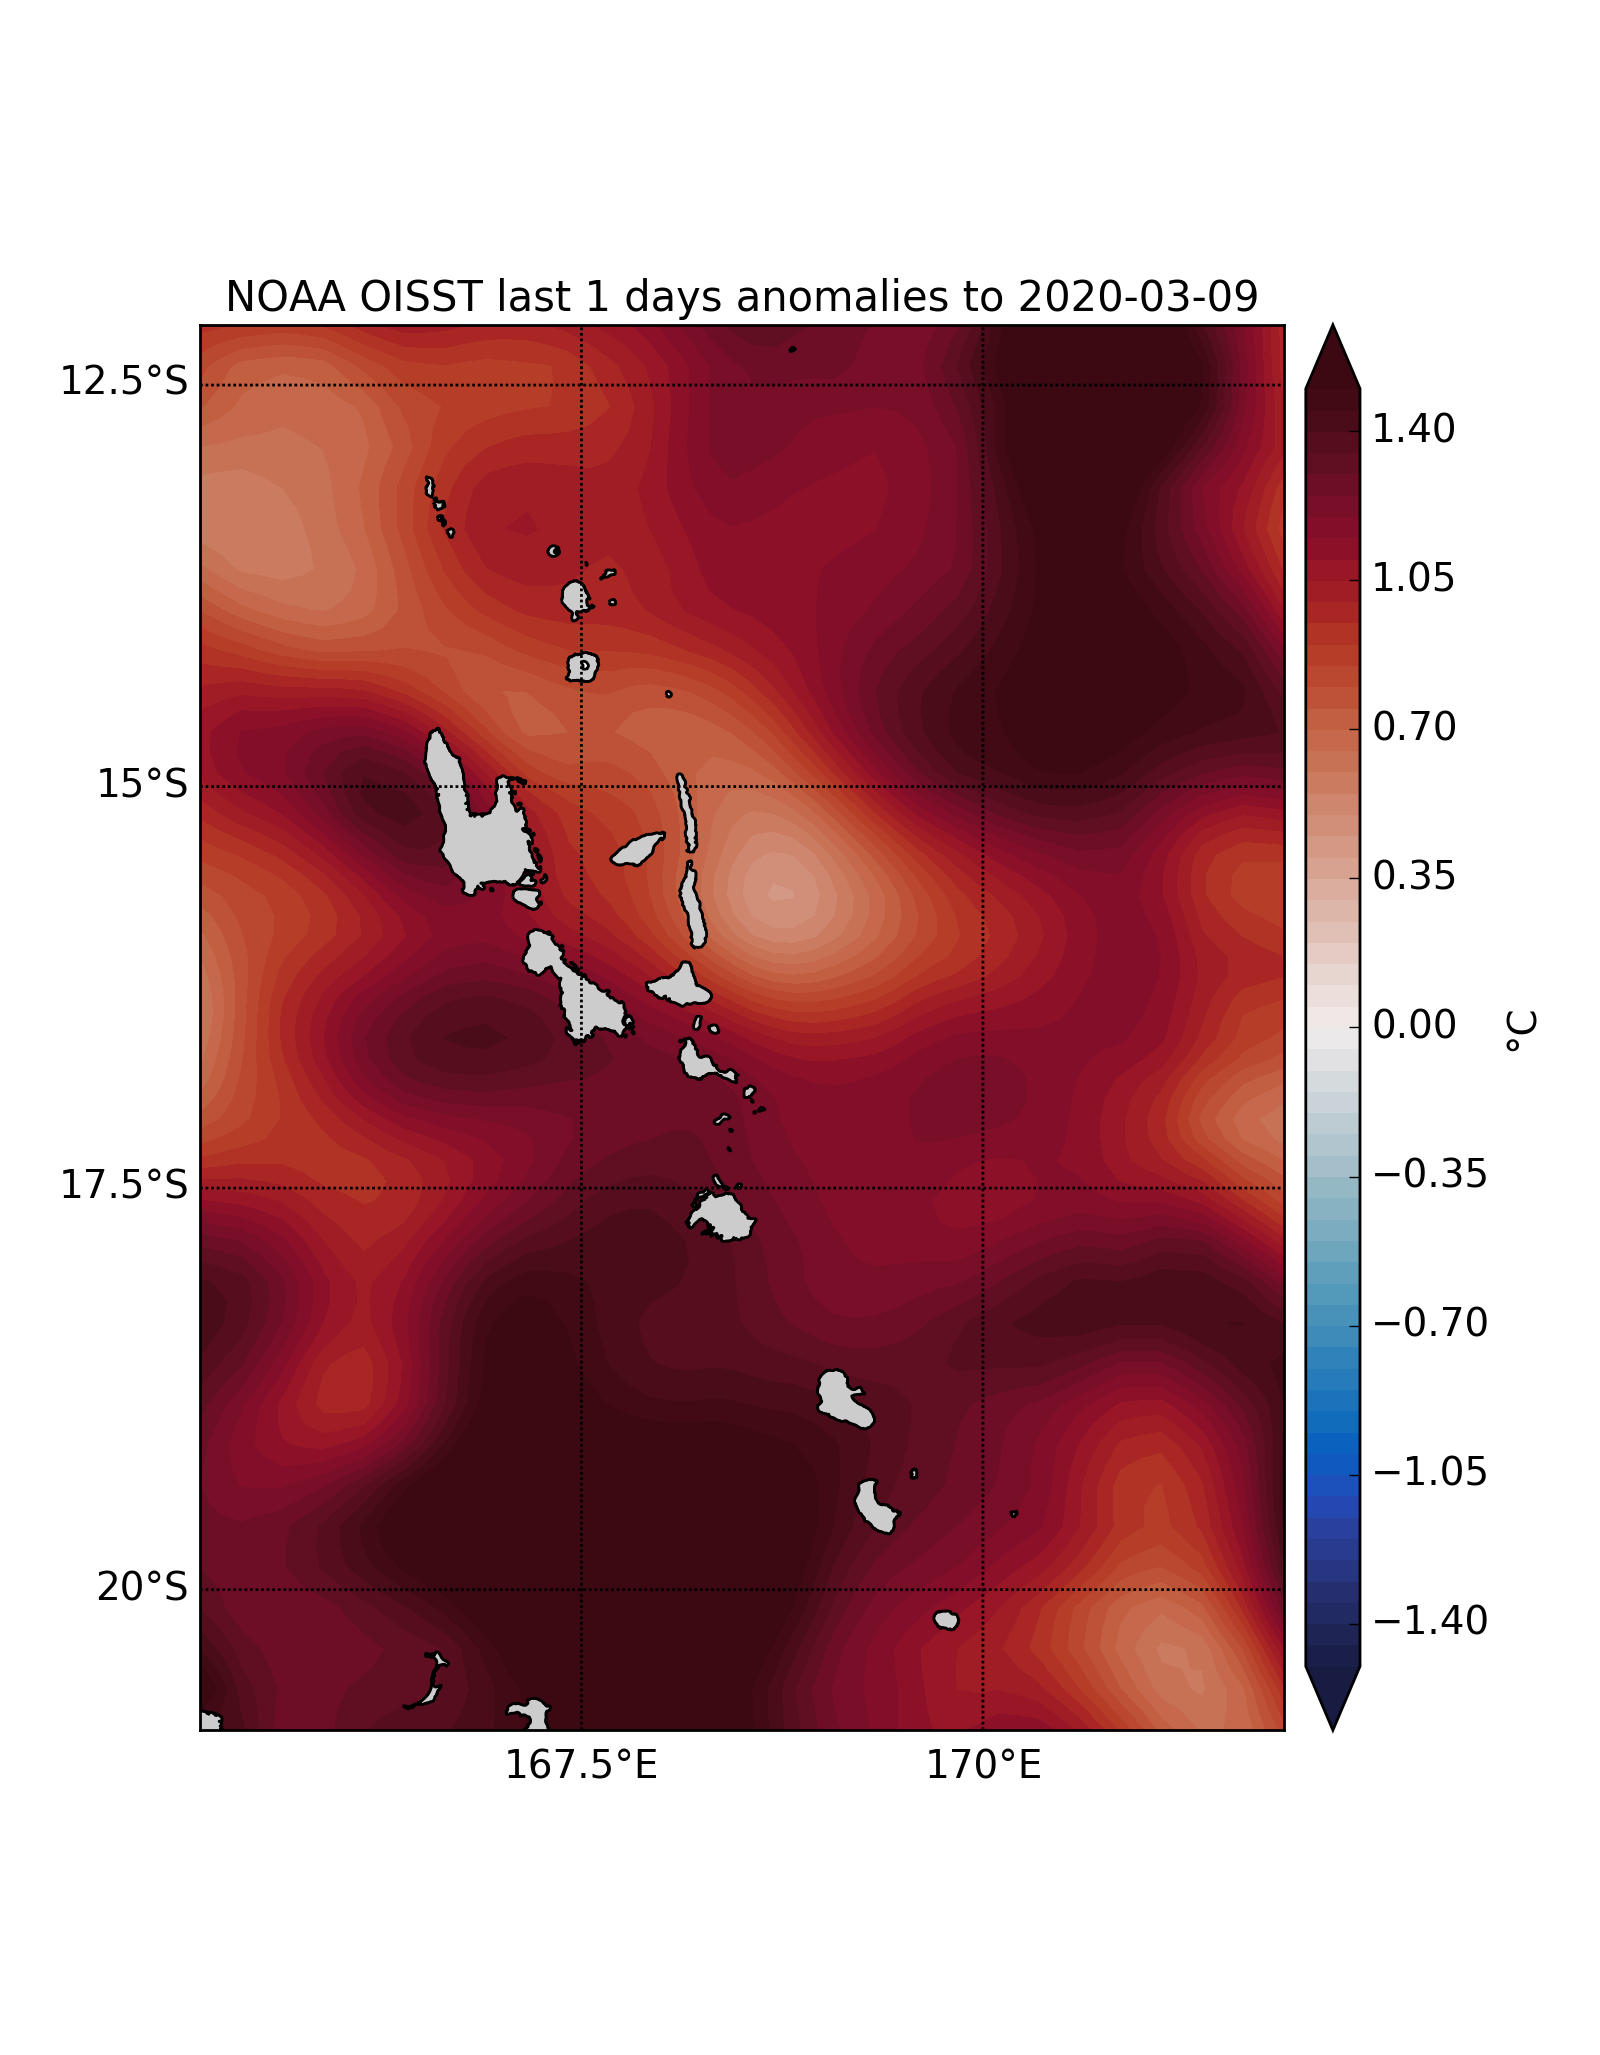 NOAA OISST last 1 days anomalies to 2020-03-09
12.5°S
15°S
17.5°S
20°S
167.5°E
170°E
1.40
1.05
0.70
0.35
0.00
−0.35
−0.70
−1.05
−1.40
°C